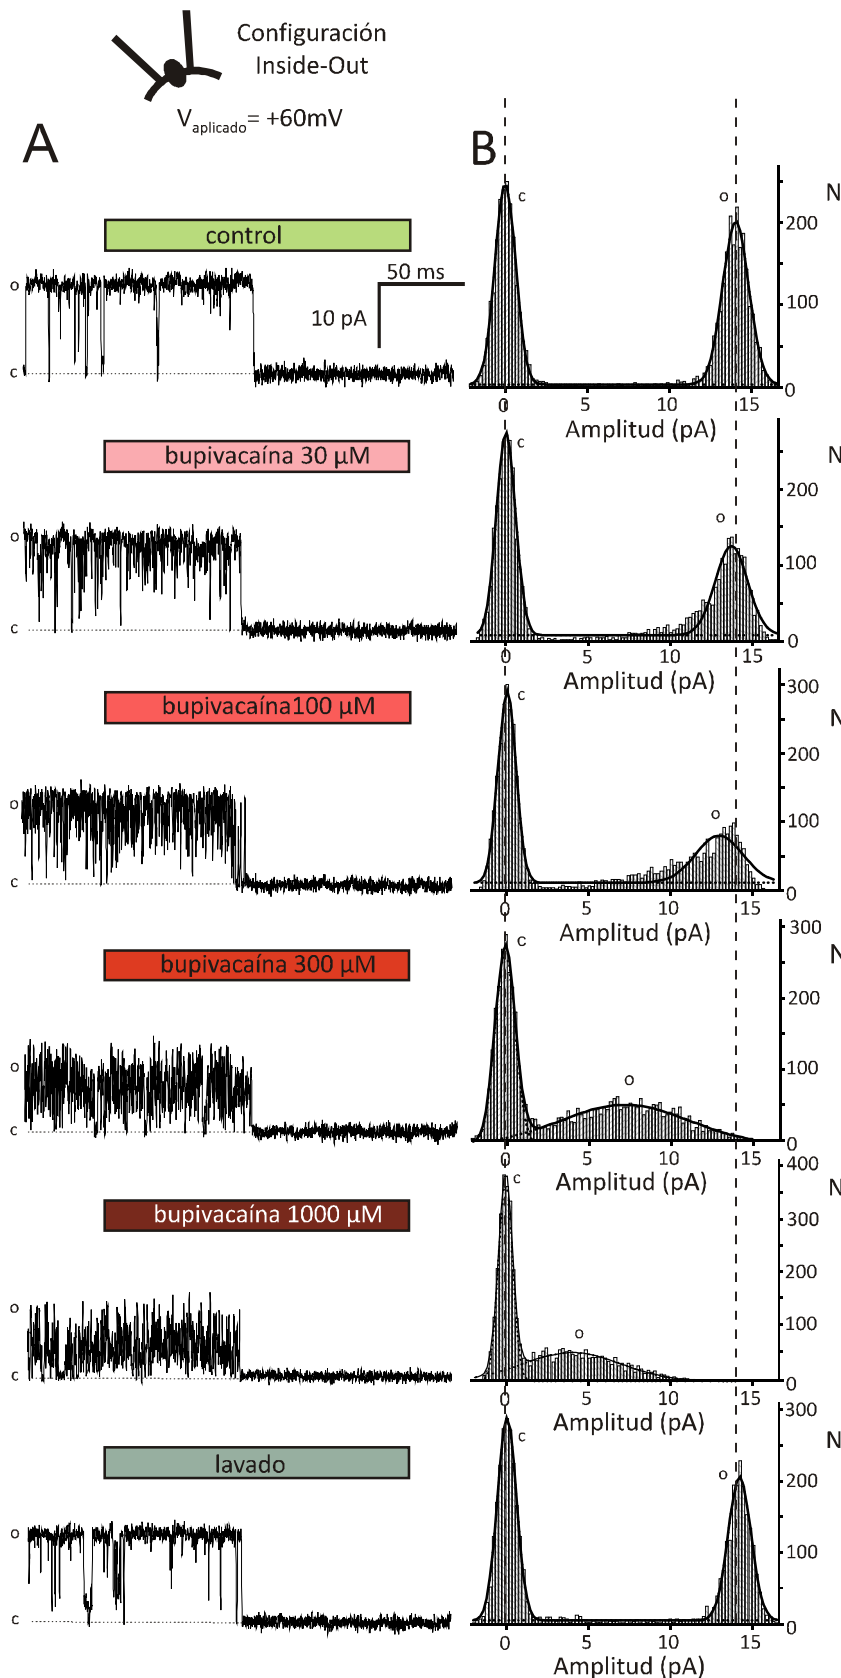 Configuración
Inside-Out
Vaplicado= +60mV
A
B
control
o
c
50 ms
10 pA
c
o
N
200
100
0
0
5
10
15
Amplitud (pA)
bupivacaína 30 µM
o
c
c
o
N
200
100
0
0
5
10
15
Amplitud (pA)
bupivacaína100 µM
o
c
c
o
300
N
200
100
0
0
5
10
15
Amplitud (pA)
bupivacaína 300 µM
o
c
c
o
300
N
200
100
0
0
5
10
15
Amplitud (pA)
bupivacaína 1000 µM
o
c
c
o
400
N
300
200
100
0
0
5
10
15
Amplitud (pA)
lavado
o
c
c
o
300
N
200
100
0
0
5
10
15
Amplitud (pA)